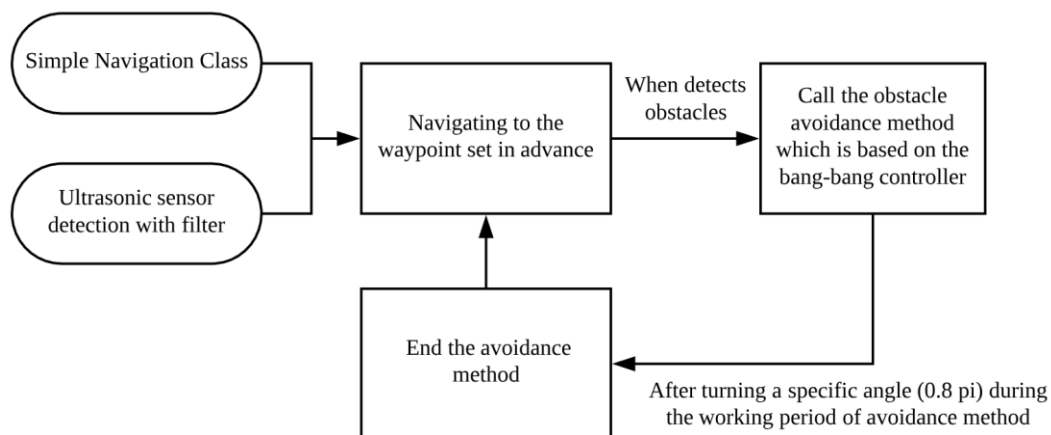 Simple Navigation Class
Ultrasonic sensor
detection with filter
Navigating to the
waypoint set in advance
When detects
obstacles
Call the obstacle
avoidance method
which is based on the
bang-bang controller
End the avoidance
method
After turning a specific angle (0.8 pi) during
the working period of avoidance method